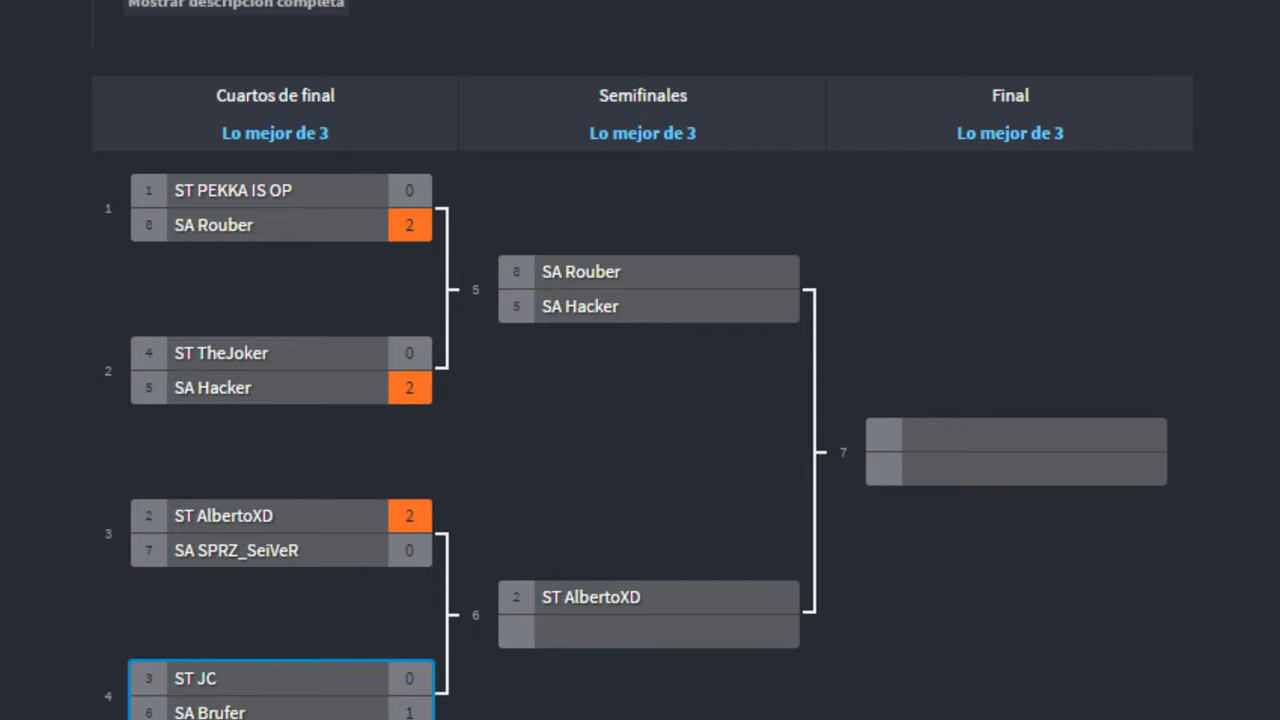 Mostrar descripción completa
Cuartos de final
Semifinales
Final
Lo mejor de 3
Lo mejor de 3
Lo mejor de 3
1
1 ST PEKKA IS OP 0
8 SA Rouber 2
5
8 SA Rouber
5 SA Hacker
2
4 ST TheJoker 0
5 SA Hacker 2
7
3
2 ST AlbertoXD 2
7 SA SPRZ_SeiVeR 0
6
2 ST AlbertoXD
4
3 ST JC 0
6 SA Brufer 1